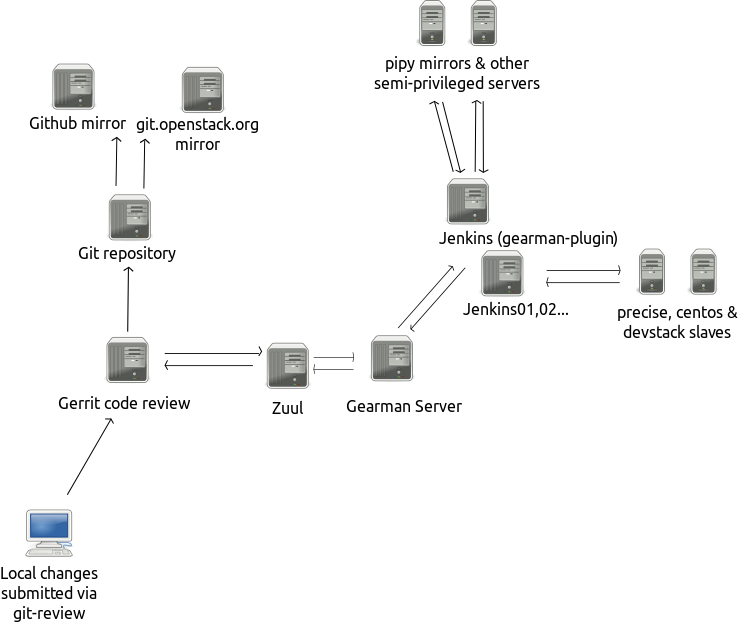 pipy mirrors & other
semi-privileged servers
Github mirror
git.openstack.org
mirror
Git repository
Jenkins (gearman-plugin)
Jenkins01,02...
precise, centos &
devstack slaves
Gerrit code review
Zuul
Gearman Server
Local changes
submitted via
git-review